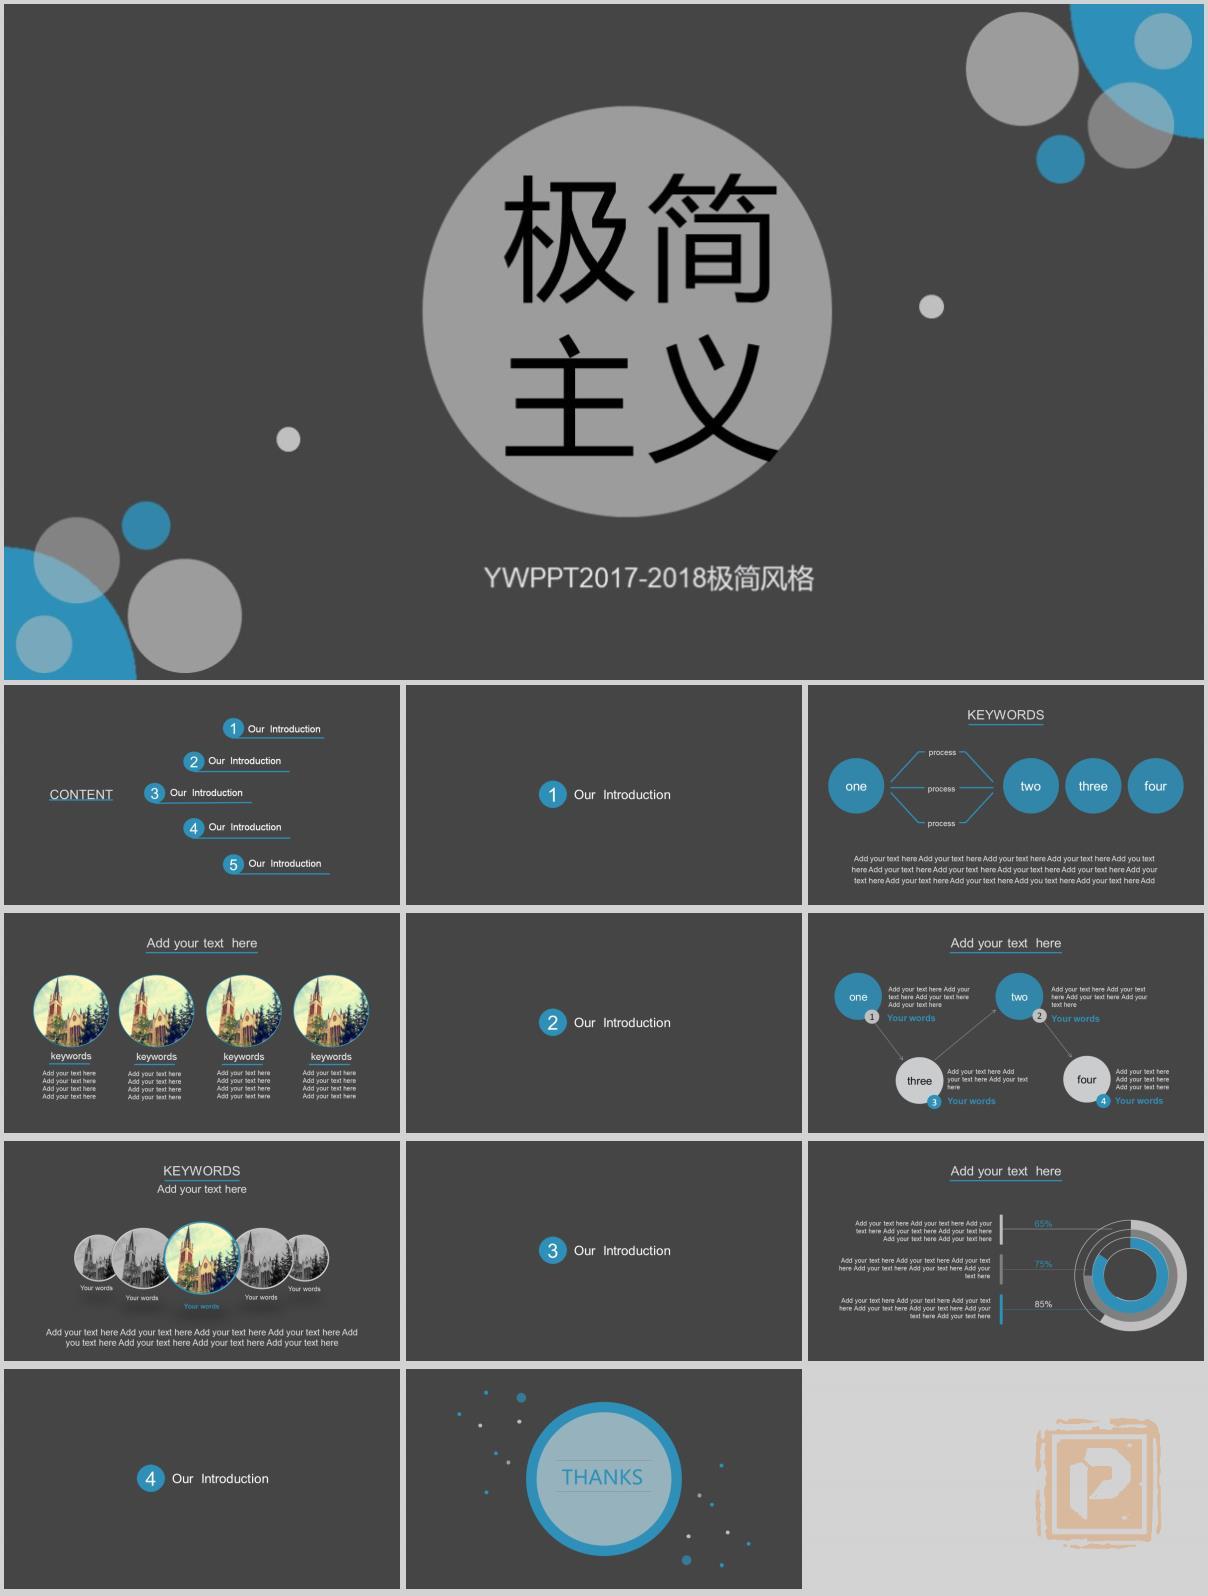 极简
主义
YWPPT2017-2018极简风格
CONTENT
1 Our Introduction
2 Our Introduction
3 Our Introduction
4 Our Introduction
5 Our Introduction
1 Our Introduction
KEYWORDS
one
process
process
process
two
three
four
Add your text here Add your text here Add your text here Add your text here Add you text
here Add your text here Add your text here Add your text here Add your text here Add your
text here Add your text here Add your text here Add you text here Add your text here Add
Add your text here
keywords
Add your text here
Add your text here
Add your text here
Add your text here
keywords
Add your text here
Add your text here
Add your text here
Add your text here
keywords
Add your text here
Add your text here
Add your text here
Add your text here
keywords
Add your text here
Add your text here
Add your text here
Add your text here
2 Our Introduction
Add your text here
one
1
Add your text here Add your
text here Add your text here
Add your text here
Your words
two
2
Add your text here Add your text
here Add your text here Add your
text here
Your words
three
3
Add your text here Add
your text here Add your text
here
Your words
four
4
Add your text here
Add your text here
Add your text here
Your words
KEYWORDS
Add your text here
Your words
Your words
Your words
Your words
Your words
Add your text here Add your text here Add your text here Add your text here Add
you text here Add your text here Add your text here Add your text here
3 Our Introduction
Add your text here
Add your text here Add your text here Add your
text here Add your text here Add your text here
Add your text here Add your text here
65%
Add your text here Add your text here Add your text
here Add your text here Add your text here Add your
text here
75%
Add your text here Add your text here Add your text
here Add your text here Add your text here Add your
text here Add your text here
85%
4 Our Introduction
THANKS
P